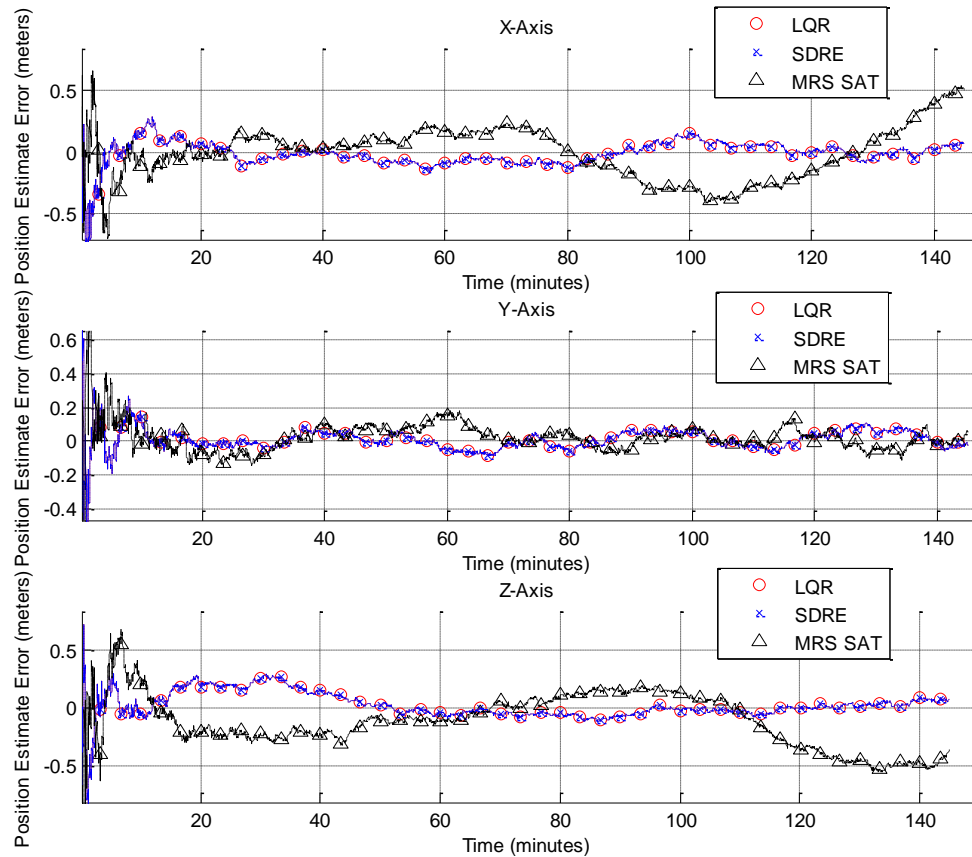 X-Axis
LQR
SDRE
MRS SAT
0.5
0
-0.5
20 40 60 80 100 120 140
Time (minutes)
Position Estimate Error (meters)
Y-Axis
LQR
SDRE
MRS SAT
0.6
0.4
0.2
0
-0.2
-0.4
20 40 60 80 100 120 140
Time (minutes)
Position Estimate Error (meters)
Z-Axis
LQR
SDRE
MRS SAT
0.5
0
-0.5
20 40 60 80 100 120 140
Time (minutes)
Position Estimate Error (meters)